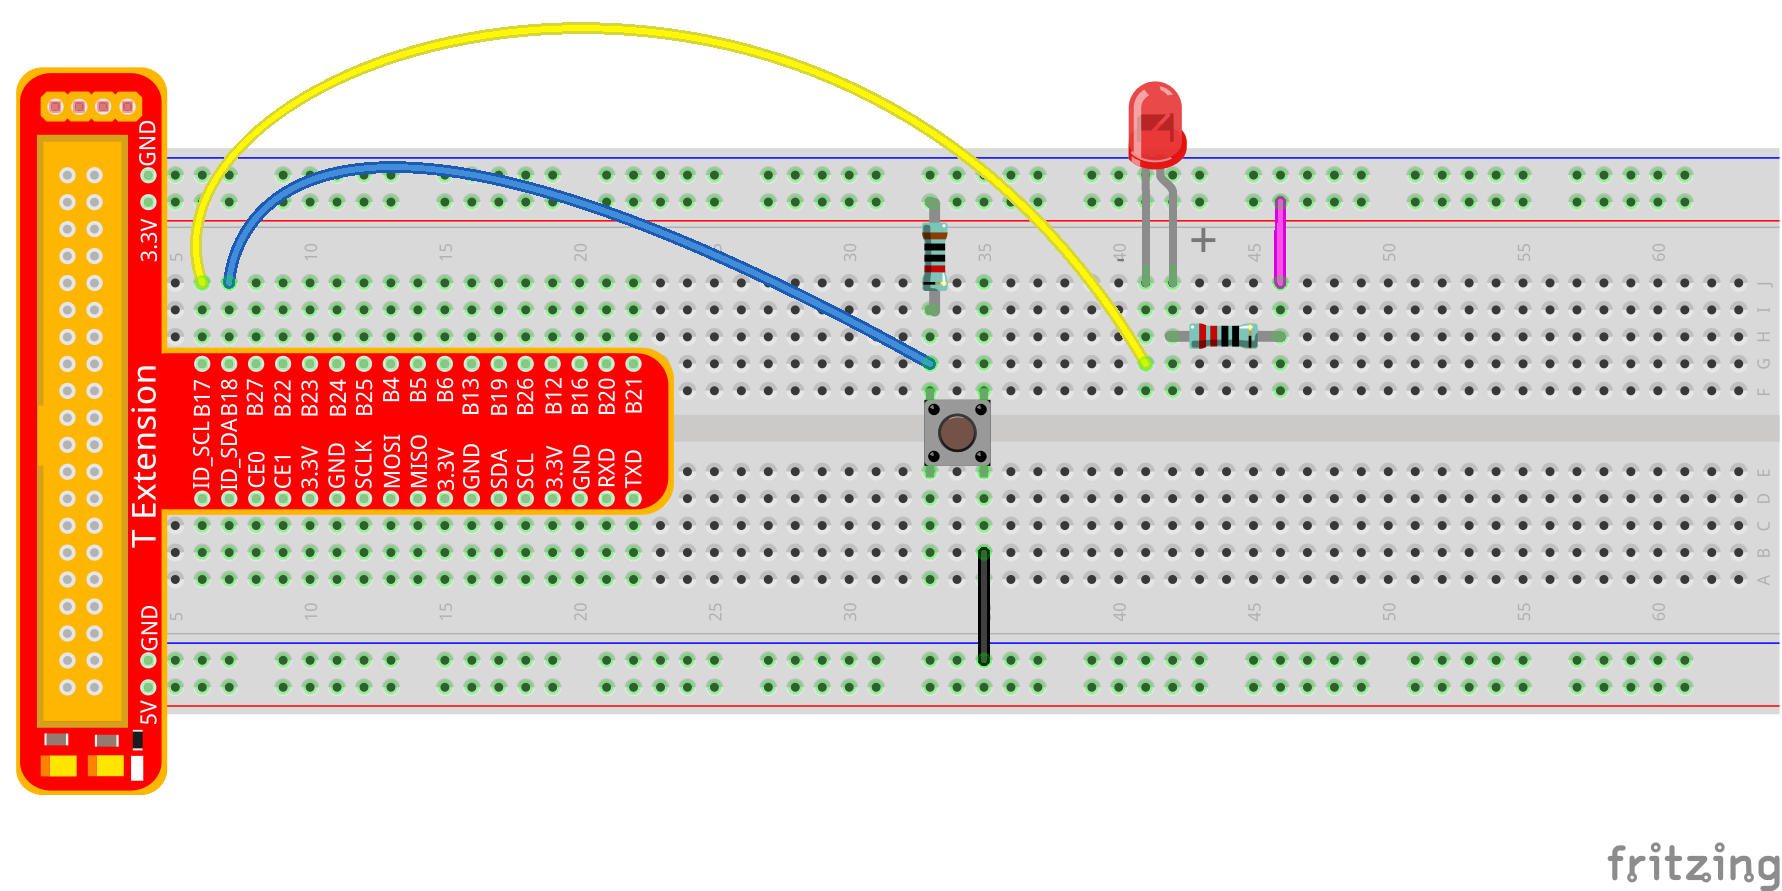 GND
3.3V
5 10 15 20 25 30 35 40 45 50 55 60
- +
J
I
H
G
F
B17 B18 B27 B22 B23 B24 B25 B4 B5 B6 B13 B19 B26 B12 B16 B20 B21
T Extension
ID_SCL ID_SDA CE0 CE1 3.3V GND SCLK MOSI MISO 3.3V GND SDA SCL 3.3V GND RXD TXD
E
D
C
B
A
5 10 15 20 25 30 40 45 50 55 60
GND
5V
fritzing